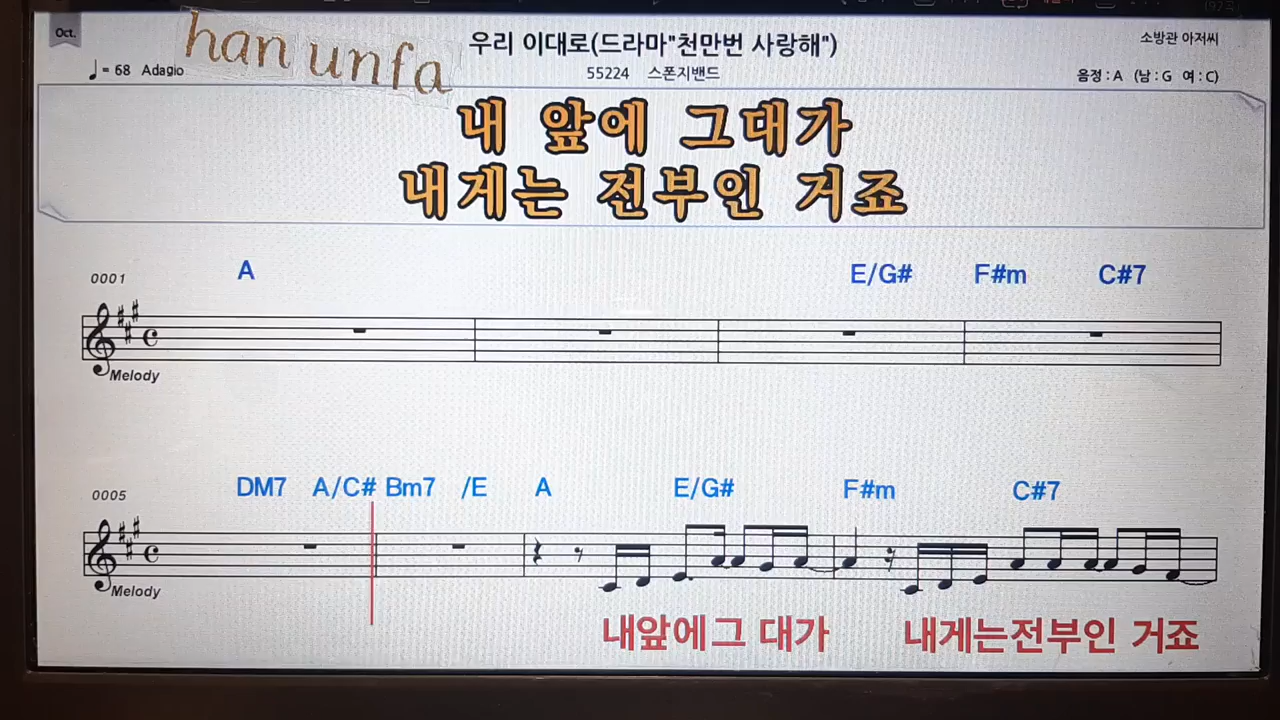 Oct.
han unfa
우리 이대로(드라마"천만번 사랑해")
소방관 아저씨
♩= 68 Adagio
55224 스폰지밴드
음정 : A (남 : G 여 : C)
내 앞에 그대가
내게는 전부인 거죠
0001
A E/G# F#m C#7
Melody
0005
DM7 A/C# Bm7 /E A E/G# F#m C#7
Melody
내앞에그 대가 내게는전부인 거죠